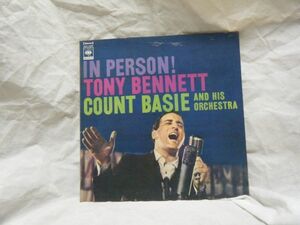 IN PERSON!
TONY BENNETT
COUNT BASIE AND HIS
ORCHESTRA